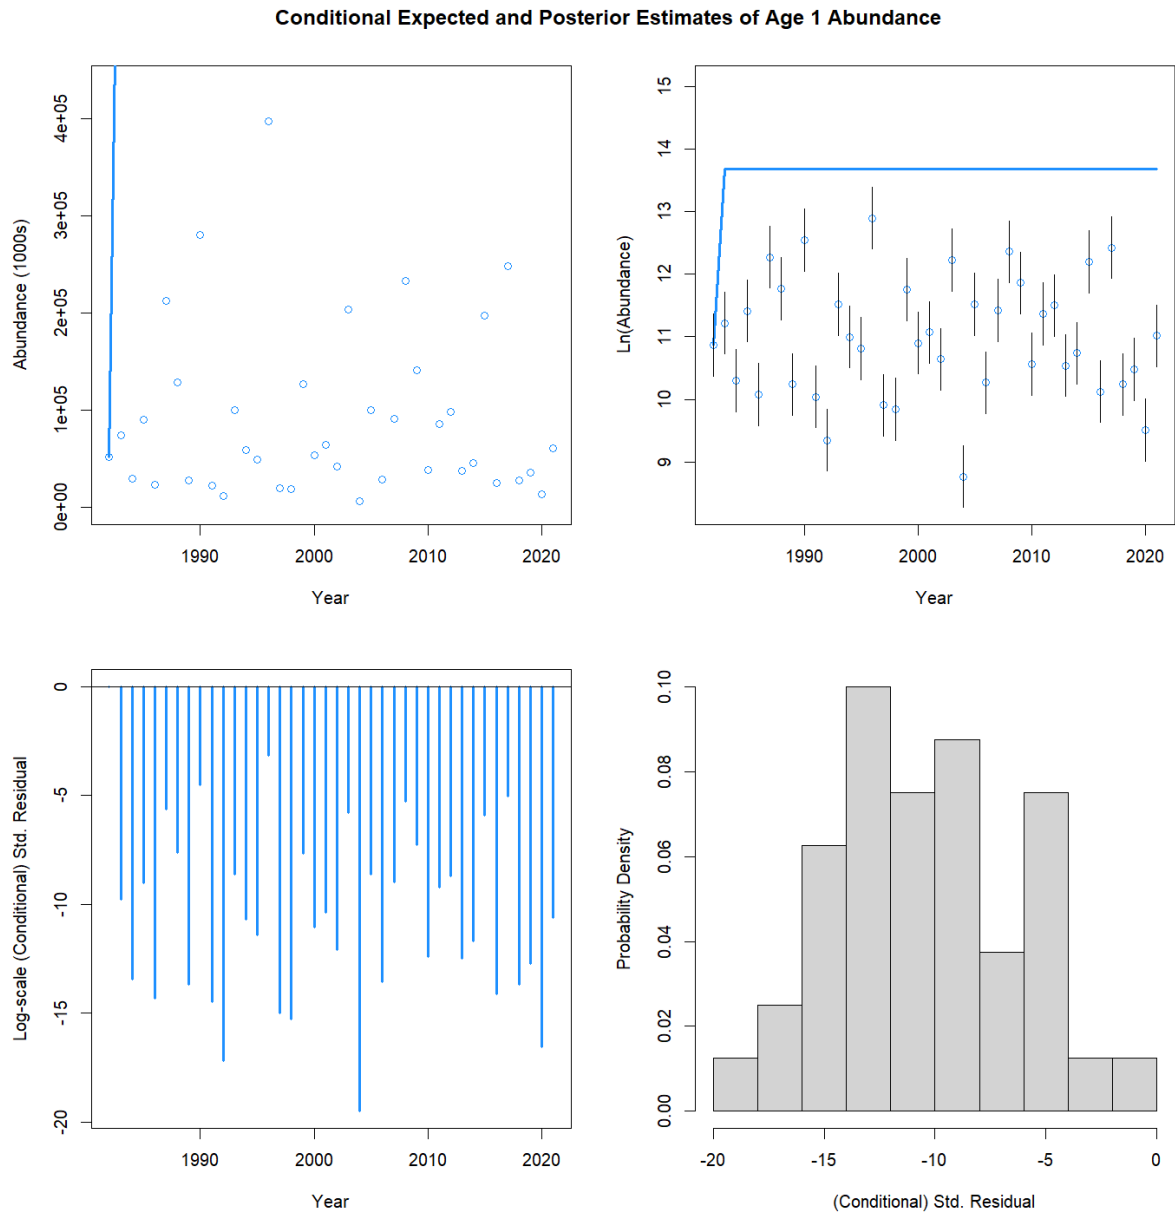 Conditional Expected and Posterior Estimates of Age 1 Abundance
Abundance (1000s)
4e+05
3e+05
2e+05
1e+05
0e+00
1990 2000 2010 2020
Year
Ln(Abundance)
15
14
13
12
11
10
9
1990 2000 2010 2020
Year
Log-scale (Conditional) Std. Residual
0
-5
-10
-15
-20
1990 2000 2010 2020
Year
Probability Density
0.10
0.08
0.06
0.04
0.02
0.00
-20 -15 -10 -5 0
(Conditional) Std. Residual